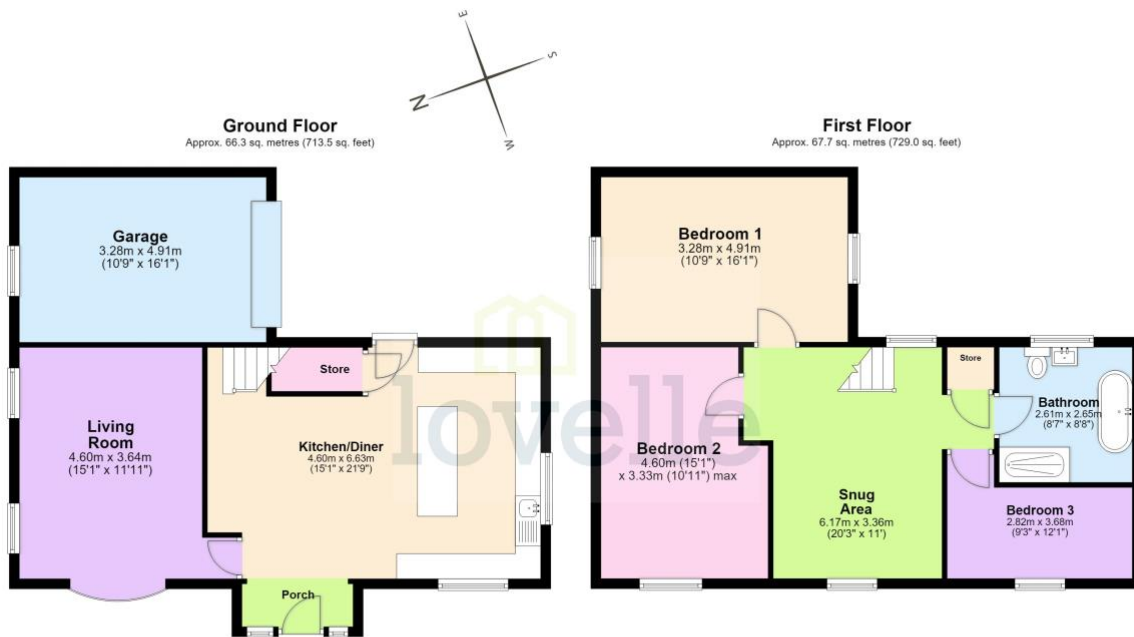 E
S
N
W
Ground Floor
Approx. 66.3 sq. metres (713.5 sq. feet)
Garage
3.28m x 4.91m
(10'9" x 16'1")
Store
Living
Room
4.60m x 3.64m
(15'1" x 11'11")
Kitchen/Diner
4.60m x 6.63m
(15'1" x 21'9")
Porch
First Floor
Approx. 67.7 sq. metres (729.0 sq. feet)
Bedroom 1
3.28m x 4.91m
(10'9" x 16'1")
Store
Bathroom
2.61m x 2.65m
(8'7" x 8'8")
Bedroom 2
4.60m (15'1")
x 3.33m (10'11") max
Snug
Area
6.17m x 3.36m
(20'3" x 11')
Bedroom 3
2.82m x 3.68m
(9'3" x 12'1")
lovelle